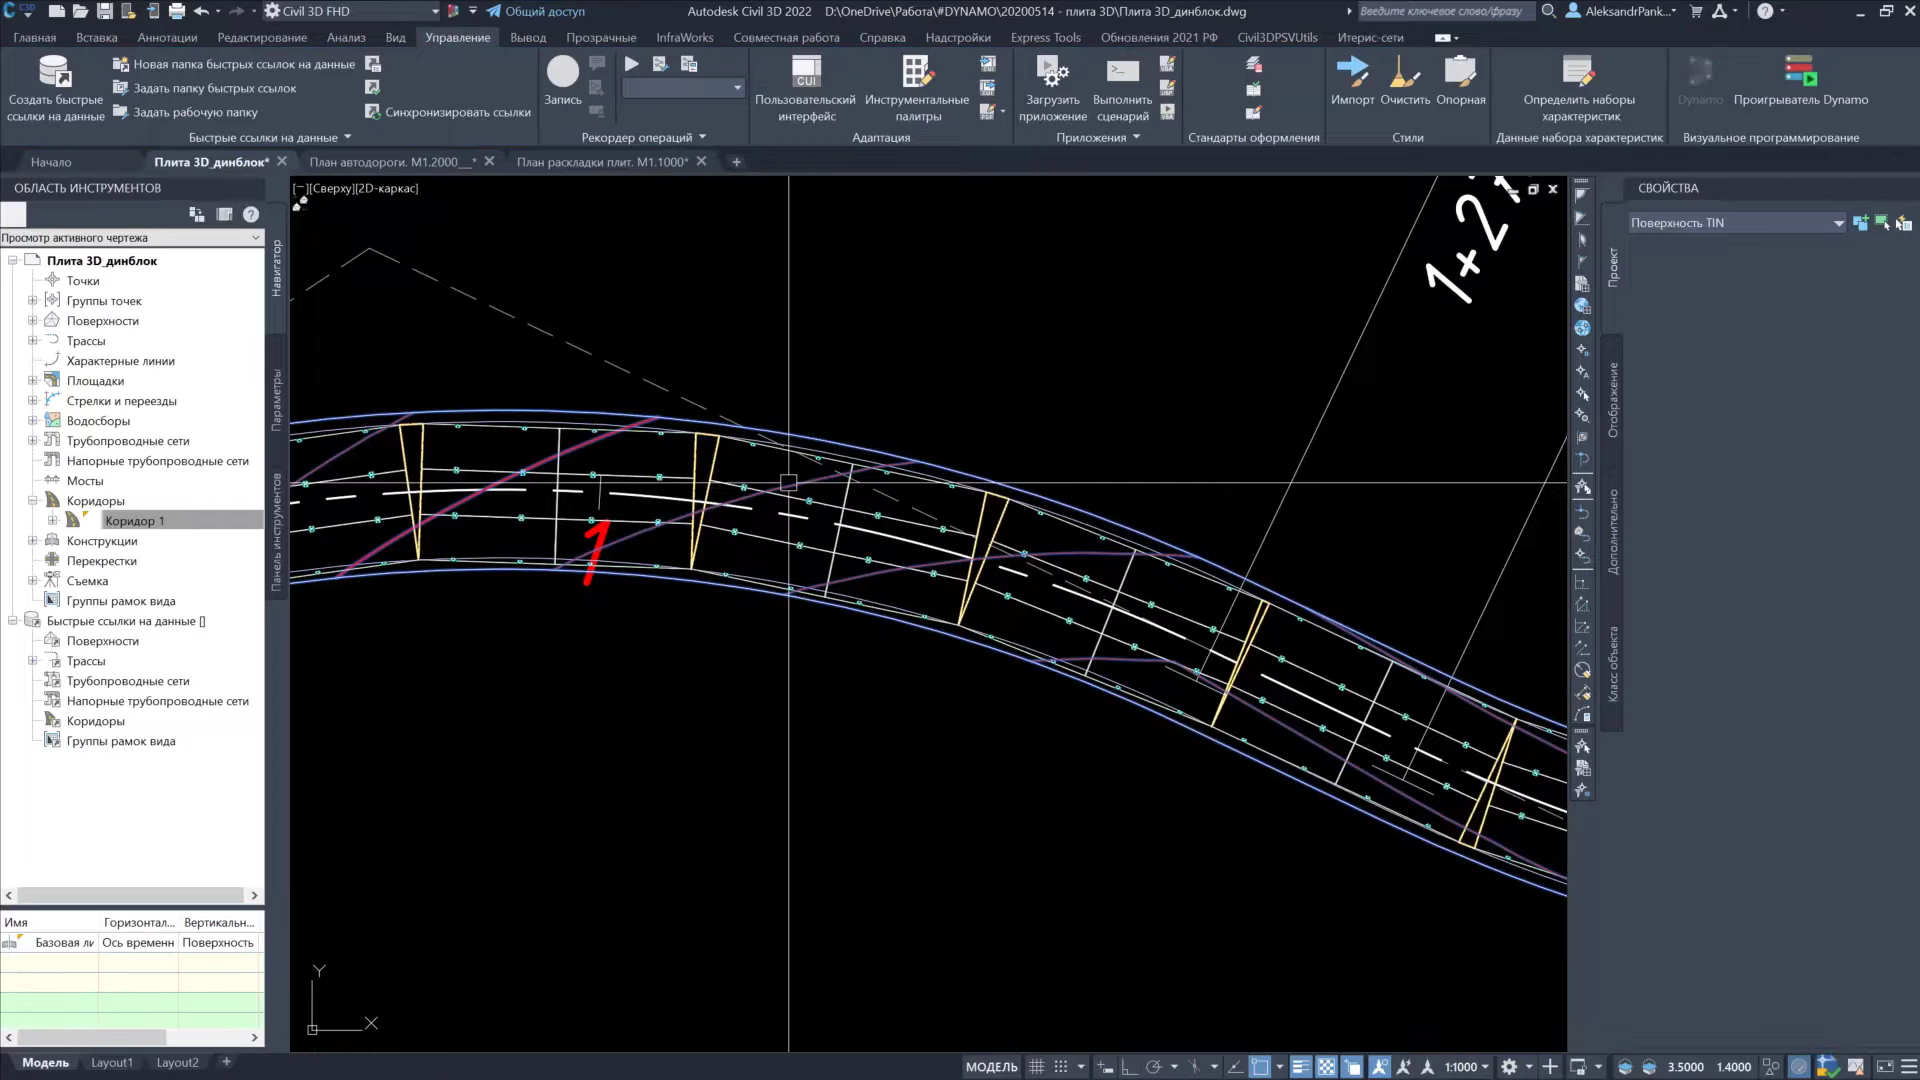 C3D
Civil 3D FHD
Общий доступ
Autodesk Civil 3D 2022 D:\OneDrive\Работа\#DYNAMO\20200514 - плита 3D\Плита 3D_динблок.dwg
Введите ключевое слово/фразу
AleksandrPank...
Главная Вставка Аннотации Редактирование Анализ Вид Управление Вывод Прозрачные InfraWorks Совместная работа Справка Надстройки Express Tools Обновления 2021 РФ Civil3DPSVUtils Итерис-сети
Создать быстрые ссылки на данные
Новая папка быстрых ссылок на данные
Задать папку быстрых ссылок
Задать рабочую папку
Синхронизировать ссылки
Быстрые ссылки на данные
Запись
Рекордер операций
CUI
Пользовательский интерфейс
Инструментальные палитры
Адаптация
Загрузить приложение
Выполнить сценарий
Приложения
Стандарты оформления
Импорт Очистить Опорная
Стили
Определить наборы характеристик
Данные набора характеристик
Dynamo
Проигрыватель Dynamo
Визуальное программирование
Начало
Плита 3D_динблок*
План автодороги. М1.2000__*
План раскладки плит. М1.1000*
ОБЛАСТЬ ИНСТРУМЕНТОВ
Просмотр активного чертежа
Плита 3D_динблок
Точки
Группы точек
Поверхности
Трассы
Характерные линии
Площадки
Стрелки и переезды
Водосборы
Трубопроводные сети
Напорные трубопроводные сети
Мосты
Коридоры
Коридор 1
Конструкции
Перекрестки
Съемка
Группы рамок вида
Быстрые ссылки на данные []
Поверхности
Трассы
Трубопроводные сети
Напорные трубопроводные сети
Коридоры
Группы рамок вида
Имя Горизонтал... Вертикальн...
Базовая ли Ось временн Поверхность
Навигатор
Параметры
Панель инструментов
[−][Сверху][2D-каркас]
1
Y
X
СВОЙСТВА
Поверхность TIN
Проект
Отображение
Дополнительно
Класс объекта
Модель Layout1 Layout2
МОДЕЛЬ
1:1000
3.5000 1.4000